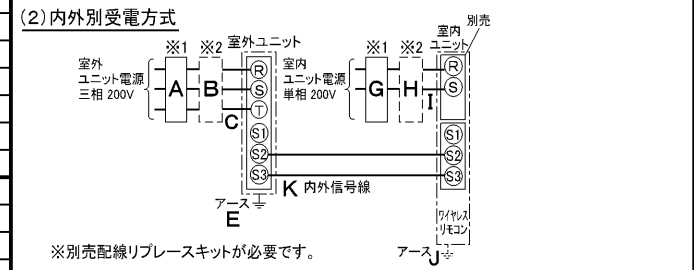 (2)内外別受電方式
※1 ※2 室外ユニット
室外
ユニット電源
三相 200V
A B
R
S
T
S1
S2
S3
C
アース
E
K 内外信号線
※1 ※2 室内
ユニット
別売
室内
ユニット電源
単相 200V
G H
I
R
S
S1
S2
S3
ワイヤレス
リモコン
アース J
※別売配線リプレースキットが必要です。